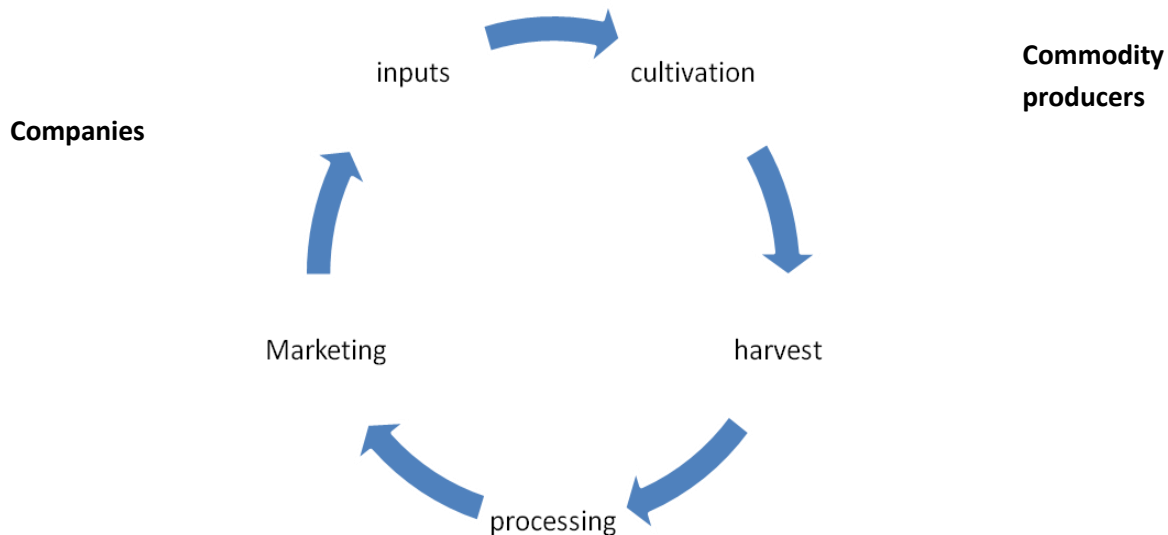 inputs
cultivation
Commodity
producers
Companies
Marketing
harvest
processing